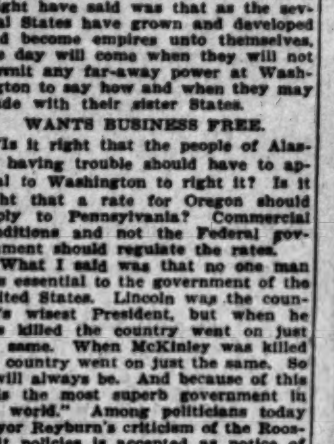 ght have said was that as the sev-
al States have grown and developed
d become empires unto themselves,
e day will come when they will not
rmit any far-away power at Wash-
gton to say how and when they may
de with their sister States.
WANTS BUSINESS FREE.
"Is it right that the people of Alas-
having trouble should have to ap-
al to Washington to right it? Is it
ht that a rate for Oregon should
ply to Pennsylvania? Commercial
nditions and not the Federal gov-
nment should regulate the rates.
"What I said was that no one man
s essential to the government of the
ited States. Lincoln was the coun-
's wisest President, but when he
s killed the country went on just
same. When McKinley was killed
country went on just the same. So
will always be. And because of this
is the most superb government in
world." Among politicians today
yor Reyburn's criticism of the Roos-
lt policies is accepted as notice of